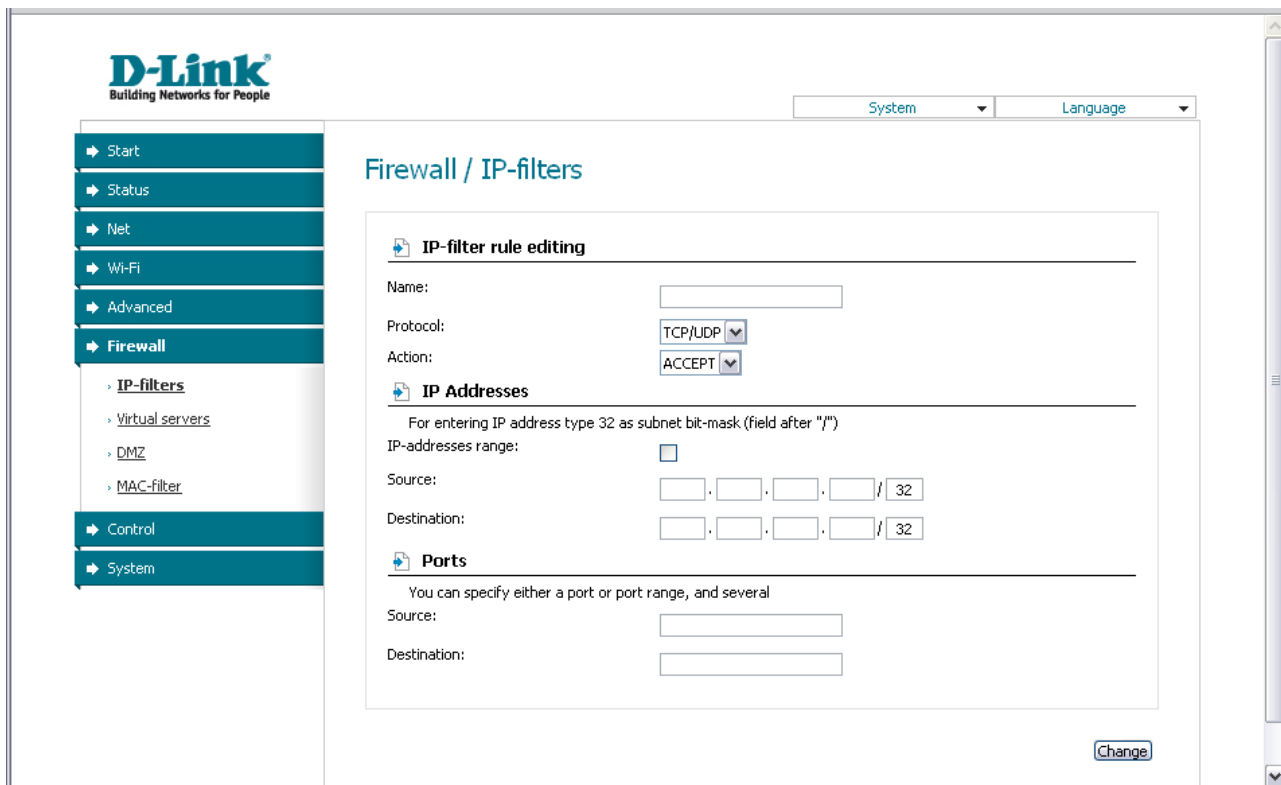 D-Link®
Building Networks for People
System
Language
Start
Status
Net
Wi-Fi
Advanced
Firewall
IP-filters
Virtual servers
DMZ
MAC-filter
Control
System
Firewall / IP-filters
IP-filter rule editing
Name:
Protocol: TCP/UDP
Action: ACCEPT
IP Addresses
For entering IP address type 32 as subnet bit-mask (field after "/")
IP-addresses range:
Source: . . . / 32
Destination: . . . / 32
Ports
You can specify either a port or port range, and several
Source:
Destination:
Change